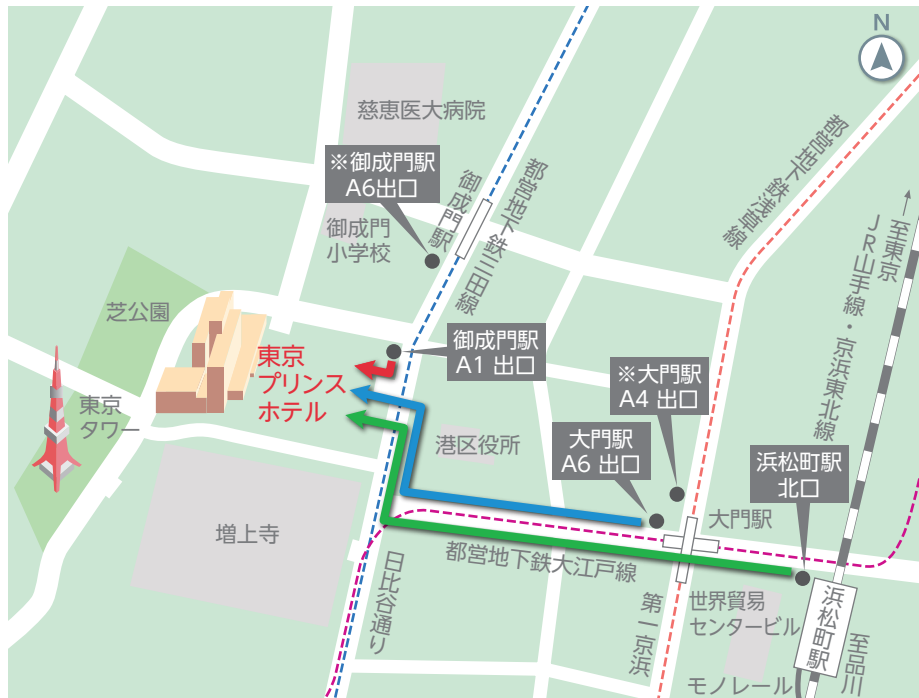 N
慈恵医大病院
※御成門駅
A6出口
御成門駅
都営地下鉄三田線
都営地下鉄浅草線
―至東京
JR山手線・京浜東北線
御成門
小学校
芝公園
御成門駅
A1 出口
東京
プリンス
ホテル
※大門駅
A4 出口
東京
タワー
港区役所
大門駅
A6 出口
浜松町駅
北口
大門駅
増上寺
都営地下鉄大江戸線
日比谷通り
第一京浜
世界貿易
センタービル
浜松町駅
至品川
モノレール